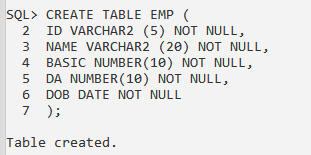 SQL> CREATE TABLE EMP (
2 ID VARCHAR2 (5) NOT NULL,
3 NAME VARCHAR2 (20) NOT NULL,
4 BASIC NUMBER(10) NOT NULL,
5 DA NUMBER(10) NOT NULL,
6 DOB DATE NOT NULL
7 );
Table created.